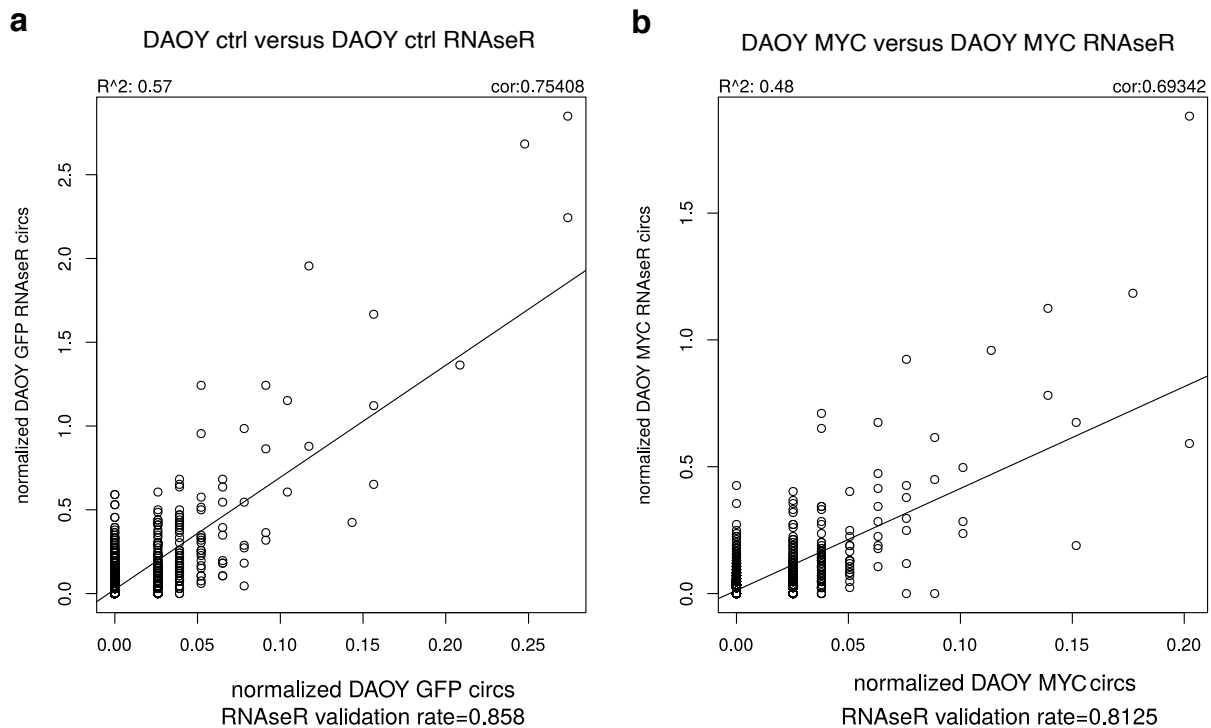 a
DAOY ctrl versus DAOY ctrl RNAseR
R^2: 0.57
cor:0.75408
normalized DAOY GFP RNAseR circs
2.5
2.0
1.5
1.0
0.5
0.0
0.00 0.05 0.10 0.15 0.20 0.25
normalized DAOY GFP circs
RNAseR validation rate=0.858
b
DAOY MYC versus DAOY MYC RNAseR
R^2: 0.48
cor:0.69342
normalized DAOY MYC RNAseR circs
1.5
1.0
0.5
0.0
0.00 0.05 0.10 0.15 0.20
normalized DAOY MYC circs
RNAseR validation rate=0.8125